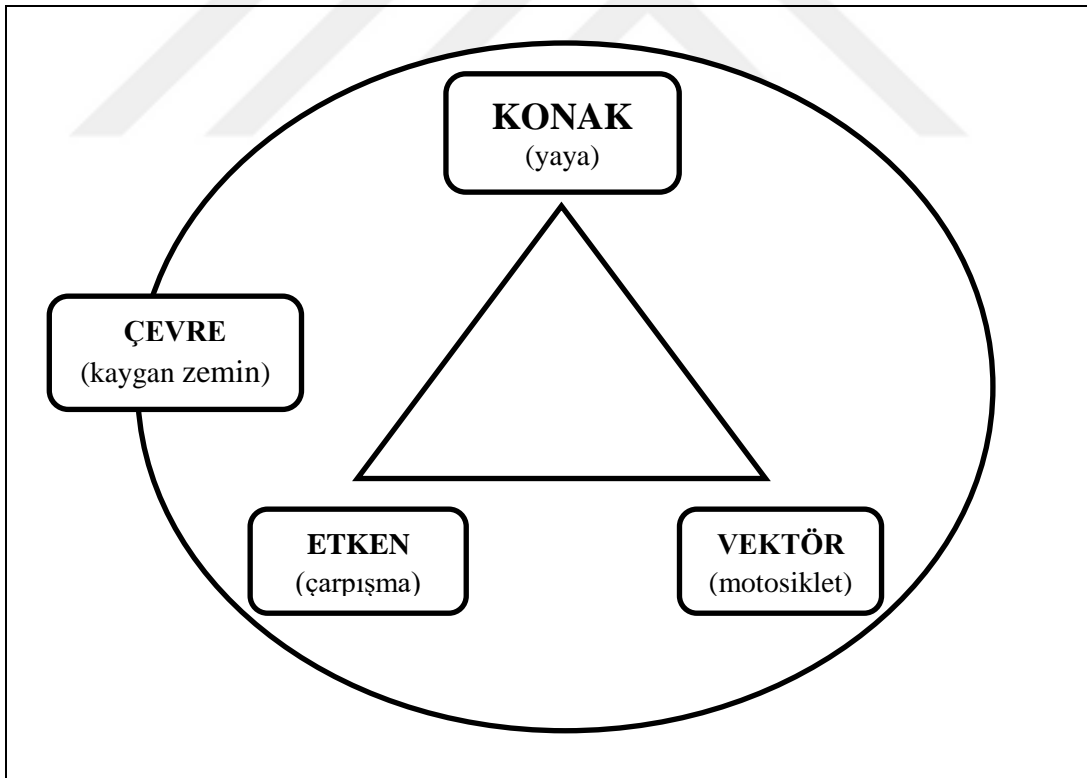 KONAK
(yaya)
ÇEVRE
(kaygan zemin)
ETKEN
(çarpışma)
VEKTÖR
(motosiklet)